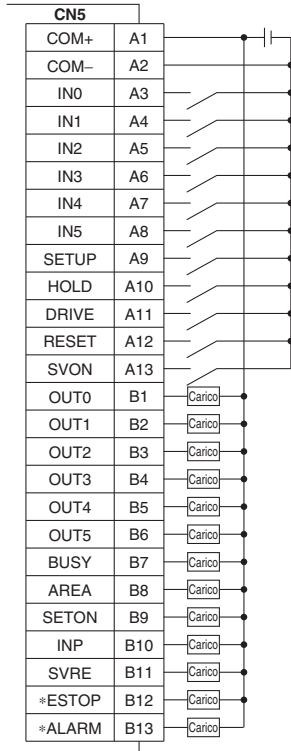 CN5
COM+ A1
COM− A2
IN0 A3
IN1 A4
IN2 A5
IN3 A6
IN4 A7
IN5 A8
SETUP A9
HOLD A10
DRIVE A11
RESET A12
SVON A13
OUT0 B1 Carico
OUT1 B2 Carico
OUT2 B3 Carico
OUT3 B4 Carico
OUT4 B5 Carico
OUT5 B6 Carico
BUSY B7 Carico
AREA B8 Carico
SETON B9 Carico
INP B10 Carico
SVRE B11 Carico
∗ESTOP B12 Carico
∗ALARM B13 Carico